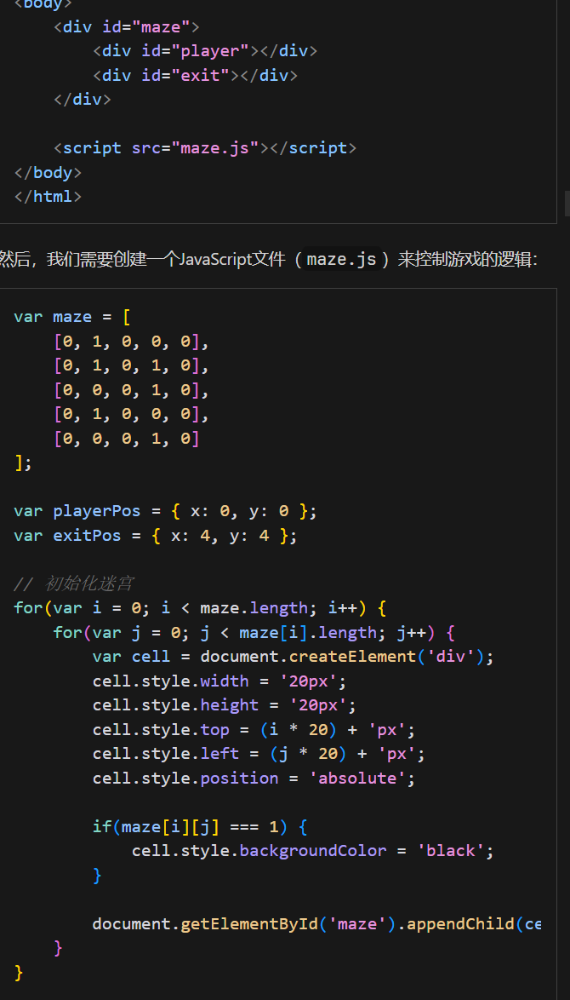 <body>
    <div id="maze">
        <div id="player"></div>
        <div id="exit"></div>
    </div>

    <script src="maze.js"></script>
</body>
</html>
然后，我们需要创建一个JavaScript文件（maze.js）来控制游戏的逻辑：
var maze = [
    [0, 1, 0, 0, 0],
    [0, 1, 0, 1, 0],
    [0, 0, 0, 1, 0],
    [0, 1, 0, 0, 0],
    [0, 0, 0, 1, 0]
];

var playerPos = { x: 0, y: 0 };
var exitPos = { x: 4, y: 4 };

// 初始化迷宫
for(var i = 0; i < maze.length; i++) {
    for(var j = 0; j < maze[i].length; j++) {
        var cell = document.createElement('div');
        cell.style.width = '20px';
        cell.style.height = '20px';
        cell.style.top = (i * 20) + 'px';
        cell.style.left = (j * 20) + 'px';
        cell.style.position = 'absolute';

        if(maze[i][j] === 1) {
            cell.style.backgroundColor = 'black';
        }

        document.getElementById('maze').appendChild(ce
    }
}